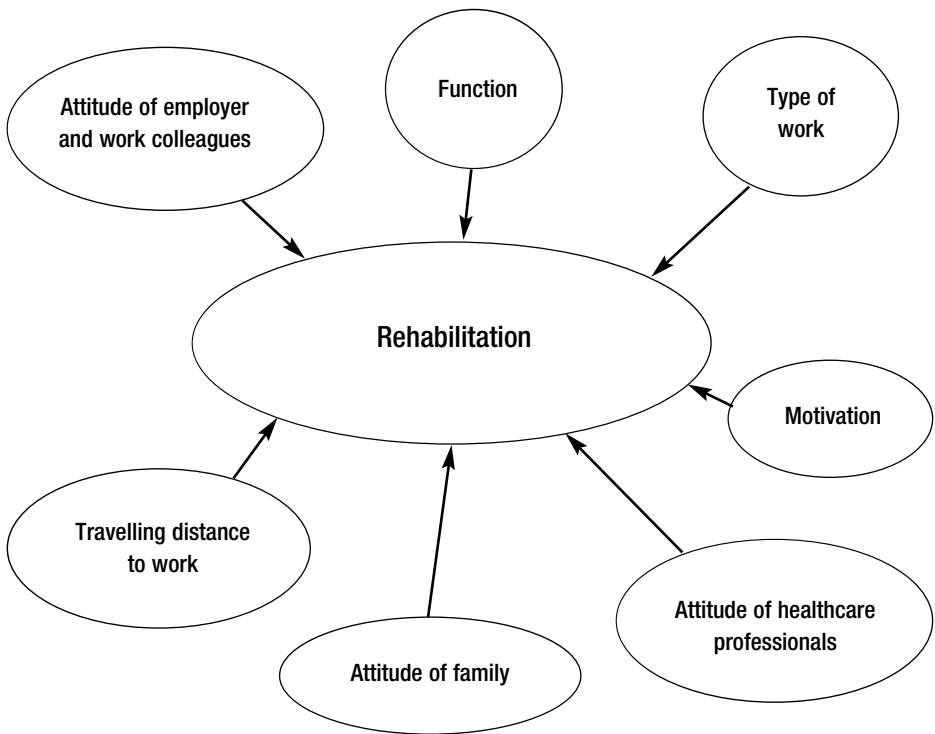 Attitude of employer
and work colleagues
Function
Type of
work
Rehabilitation
Motivation
Travelling distance
to work
Attitude of healthcare
professionals
Attitude of family